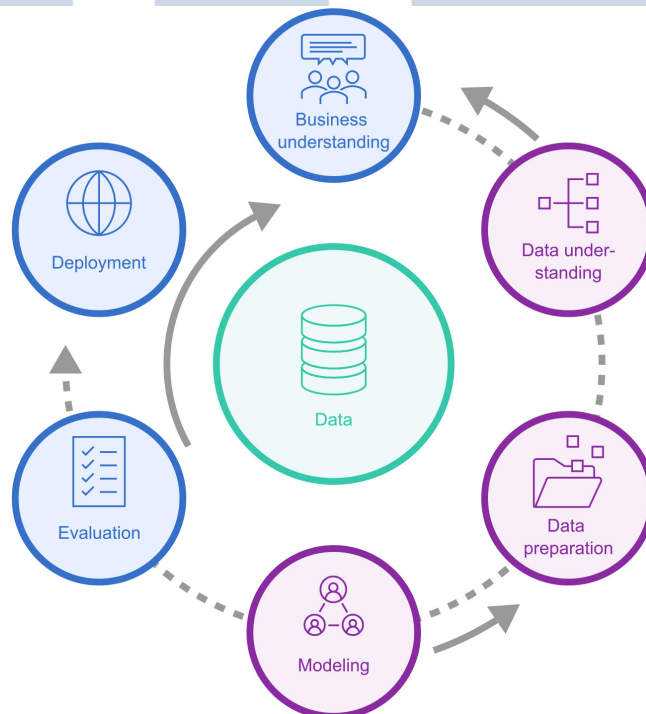 Business
understanding
Data under-
standing
Data
preparation
Modeling
Evaluation
Deployment
Data